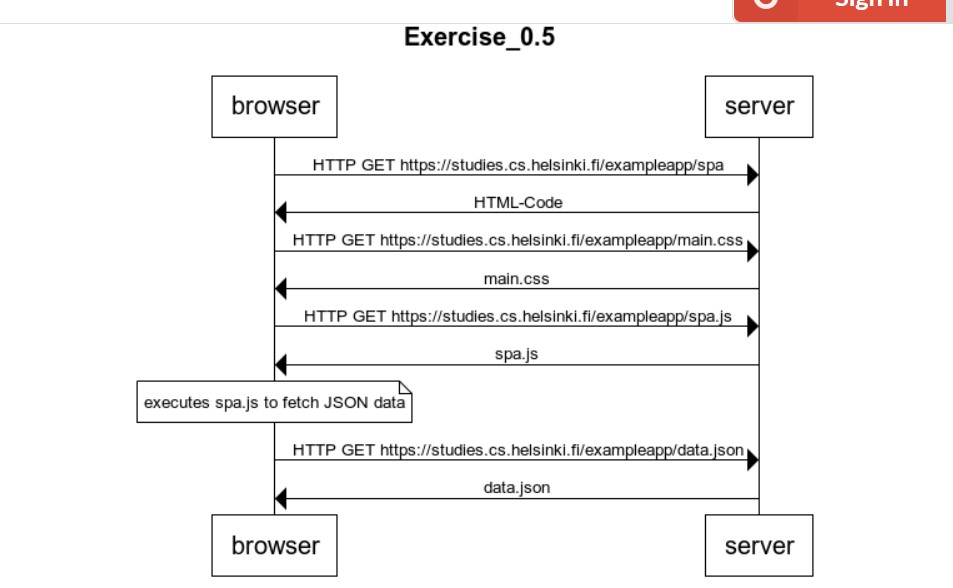 Sign in
Exercise_0.5
browser server
HTTP GET https://studies.cs.helsinki.fi/exampleapp/spa
HTML-Code
HTTP GET https://studies.cs.helsinki.fi/exampleapp/main.css
main.css
HTTP GET https://studies.cs.helsinki.fi/exampleapp/spa.js
spa.js
executes spa.js to fetch JSON data
HTTP GET https://studies.cs.helsinki.fi/exampleapp/data.json
data.json
browser server